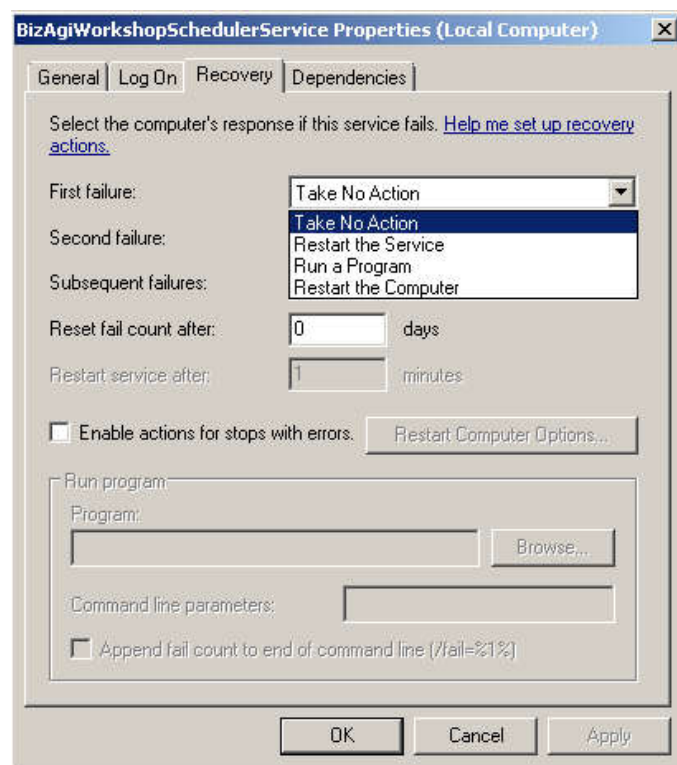 BizAgiWorkshopSchedulerService Properties (Local Computer)
General Log On Recovery Dependencies
Select the computer's response if this service fails. Help me set up recovery
actions.
First failure: Take No Action
Take No Action
Second failure: Restart the Service
Run a Program
Subsequent failures: Restart the Computer
Reset fail count after: 0 days
Restart service after: 1 minutes
Enable actions for stops with errors. Restart Computer Options...
Run program
Program:
Browse...
Command line parameters:
Append fail count to end of command line (/fail=%1%)
OK Cancel Apply